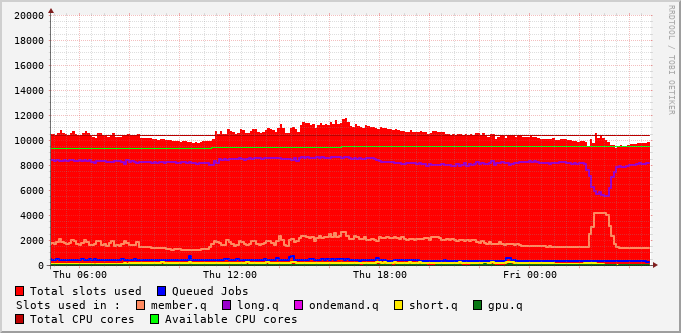 20000
18000
16000
14000
12000
10000
8000
6000
4000
2000
0
Thu 06:00 Thu 12:00 Thu 18:00 Fri 00:00
Total slots used Queued Jobs
Slots used in : member.q long.q ondemand.q short.q gpu.q
Total CPU cores Available CPU cores
RRDTOOL / TOBI OETIKER